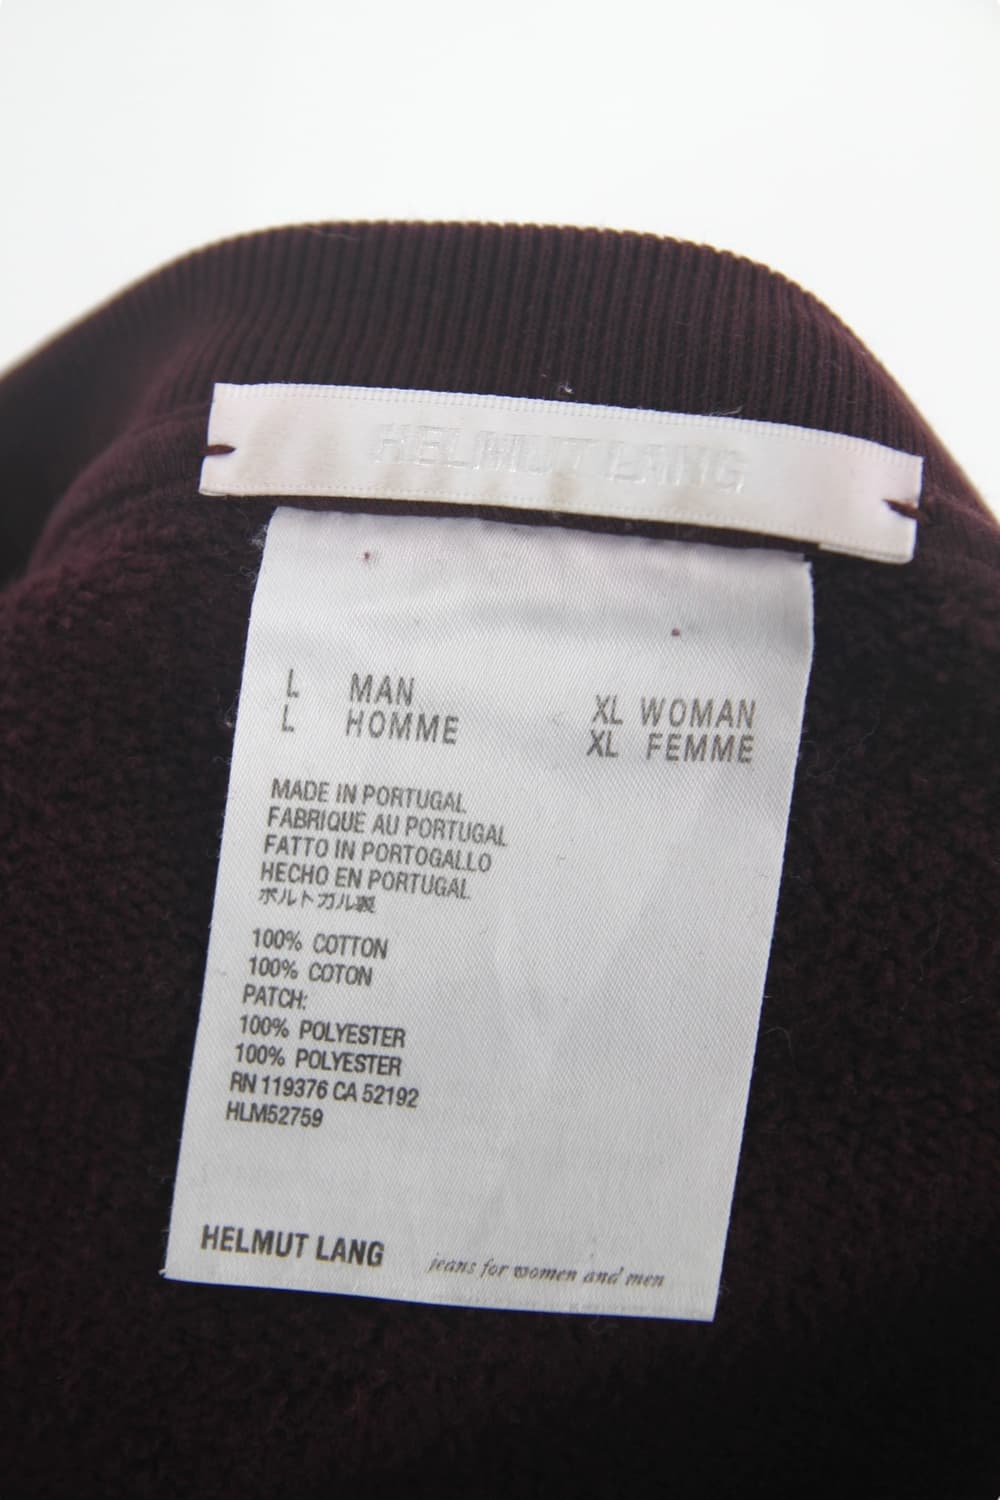 HELMUT LANG
L MAN
L HOMME
XL WOMAN
XL FEMME
MADE IN PORTUGAL
FABRIQUE AU PORTUGAL
FATTO IN PORTOGALLO
HECHO EN PORTUGAL
ポルトガル製
100% COTTON
100% COTON
PATCH:
100% POLYESTER
100% POLYESTER
RN 119376 CA 52192
HLM52759
HELMUT LANG jeans for women and men